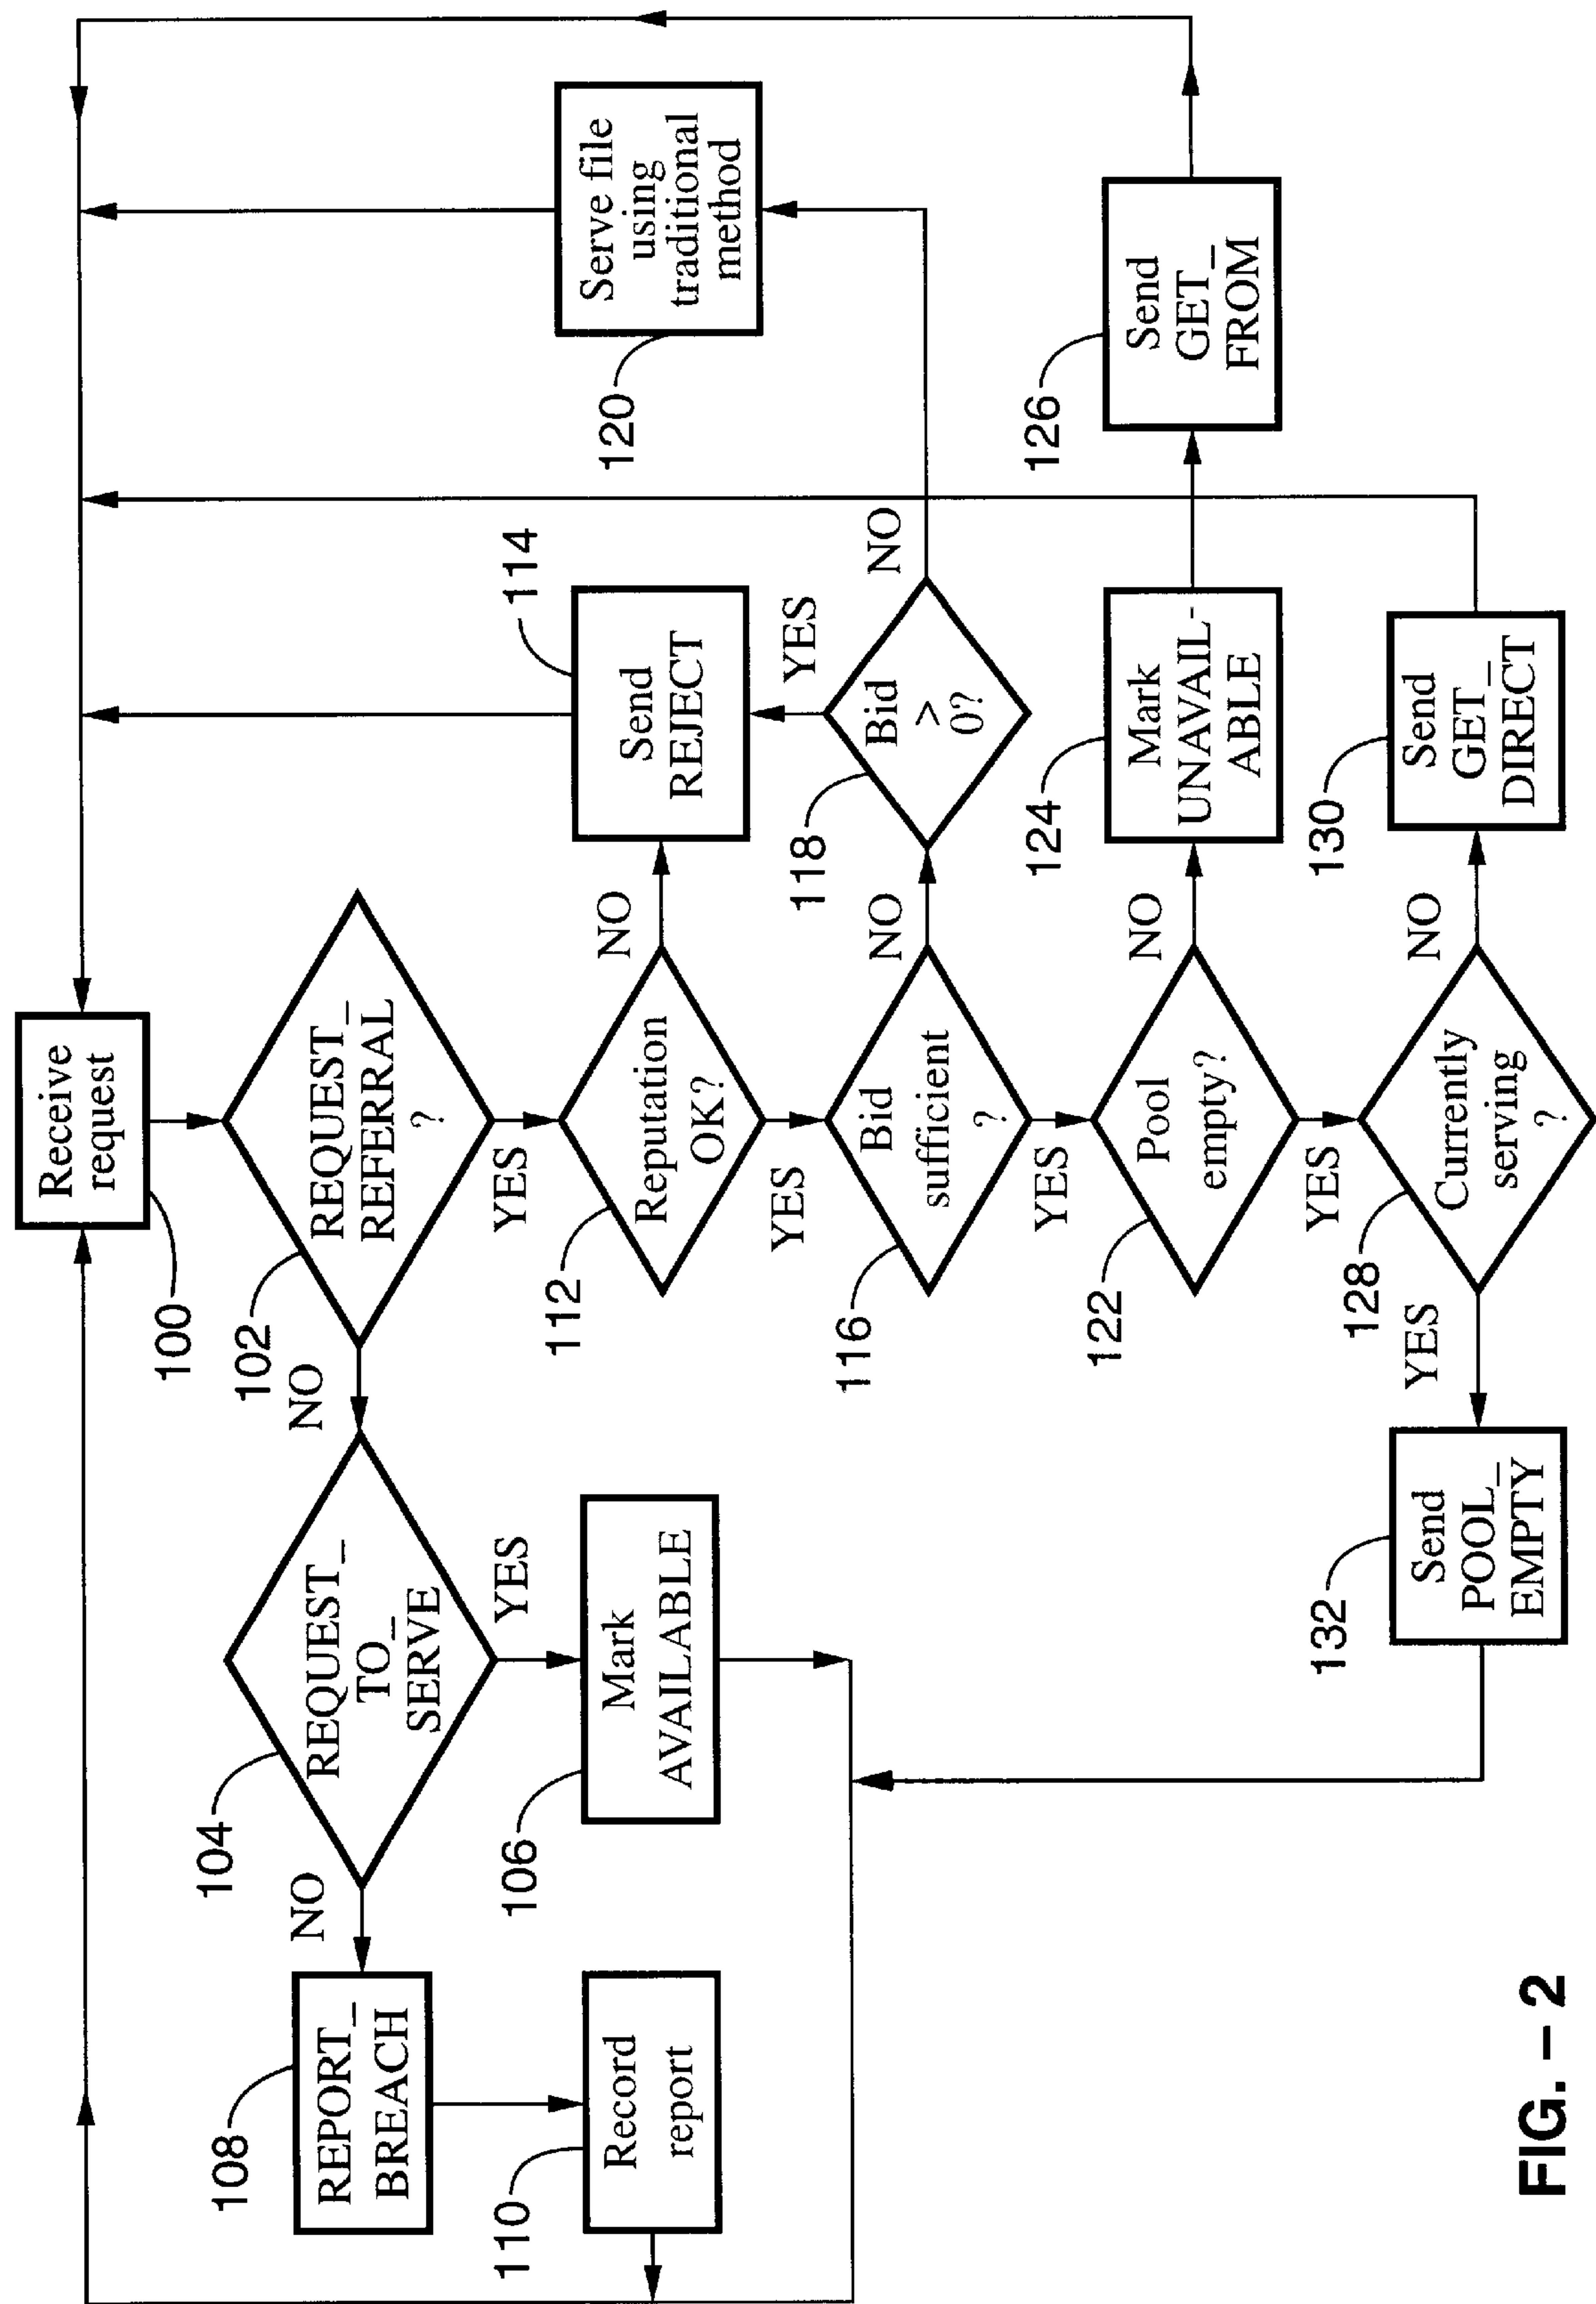 Receive
request
100
REQUEST_
REFERRAL
?
102
NO
YES
REQUEST_
TO_
SERVE
104
NO
YES
REPORT_
BREACH
108
Mark
AVAILABLE
106
Record
report
110
Reputation
OK?
112
NO
YES
Send
REJECT
114
Serve file
using
traditional
method
120
Bid
sufficient
?
116
NO
YES
Bid
>
0?
118
YES
NO
Pool
empty?
122
NO
YES
Mark
UNAVAIL-
ABLE
124
Send
GET_
FROM
126
Currently
serving
?
128
YES
NO
Send
POOL_
EMPTY
132
Send
GET_
DIRECT
130
FIG. – 2